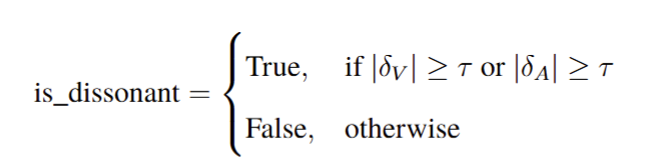 is_dissonant = { True, if |δ_V| ≥ τ or |δ_A| ≥ τ
False, otherwise